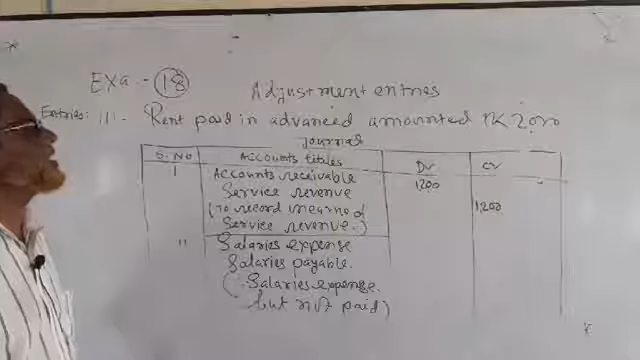 Exa - 18
Adjustment entries
Entries: III - Rent paid in advanced amounted TK 2000
Journal
S. No Accounts titles Dr Cr
I Accounts receivable 1200
Service revenue 1200
(To record of
Service revenue.)
II Salaries expense
Salaries payable.
(Salaries expense.
but not paid)